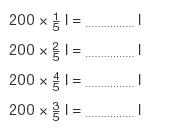 200 × 1/5 l = ................ l
200 × 2/5 l = ................ l
200 × 4/5 l = ................ l
200 × 3/5 l = ................ l